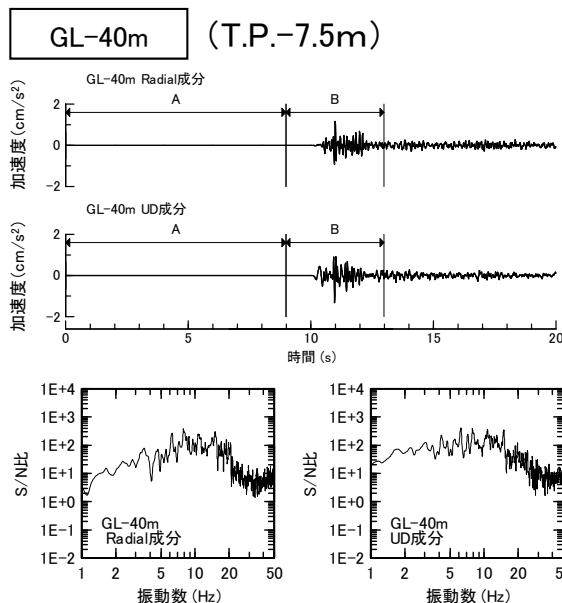 GL-40m (T.P.-7.5m)
GL-40m Radial成分
A B
加速度(cm/s²)
2
0
-2
GL-40m UD成分
A B
加速度(cm/s²)
2
0
-2
0 5 10 15 20
時間(s)
S/N比
1E+4
1E+3
1E+2
1E+1
1E+0
1E-1
1E-2
GL-40m
Radial成分
1 2 5 10 20 50
振動数(Hz)
S/N比
1E+4
1E+3
1E+2
1E+1
1E+0
1E-1
1E-2
GL-40m
UD成分
1 2 5 10 20 50
振動数(Hz)